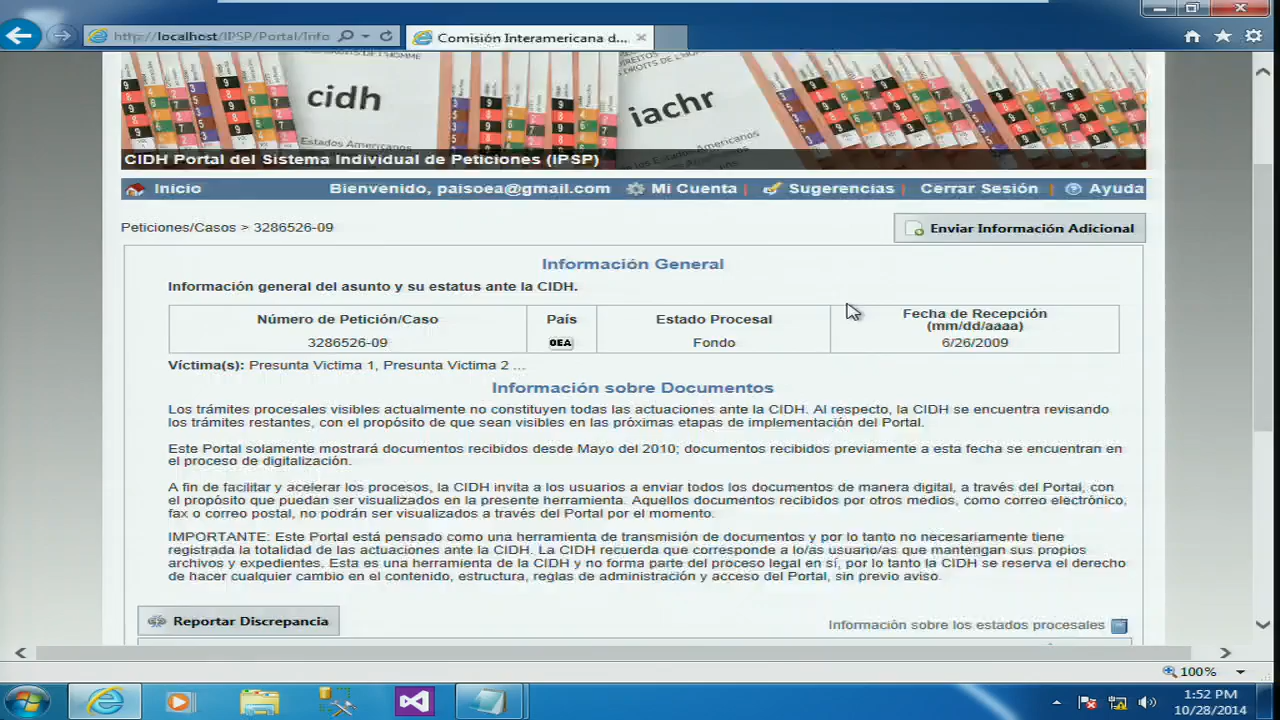 http://localhost/IPSP/Portal/Info
Comisión Interamericana d...
cidh
Estados Americanos
iachr
CIDH Portal del Sistema Individual de Peticiones (IPSP)
Inicio
Bienvenido, paisoea@gmail.com
Mi Cuenta |
Sugerencias |
Cerrar Sesión |
Ayuda
Peticiones/Casos > 3286526-09
Enviar Información Adicional
Información General
Información general del asunto y su estatus ante la CIDH.
Número de Petición/Caso
País
Estado Procesal
Fecha de Recepción
(mm/dd/aaaa)
3286526-09
OEA
Fondo
6/26/2009
Víctima(s): Presunta Victima 1, Presunta Victima 2 ...
Información sobre Documentos
Los trámites procesales visibles actualmente no constituyen todas las actuaciones ante la CIDH. Al respecto, la CIDH se encuentra revisando
los trámites restantes, con el propósito de que sean visibles en las próximas etapas de implementación del Portal.
Este Portal solamente mostrará documentos recibidos desde Mayo del 2010; documentos recibidos previamente a esta fecha se encuentran en
el proceso de digitalización.
A fin de facilitar y acelerar los procesos, la CIDH invita a los usuarios a enviar todos los documentos de manera digital, a través del Portal, con
el propósito que puedan ser visualizados en la presente herramienta. Aquellos documentos recibidos por otros medios, como correo electrónico,
fax o correo postal, no podrán ser visualizados a través del Portal por el momento.
IMPORTANTE: Este Portal está pensado como una herramienta de transmisión de documentos y por lo tanto no necesariamente tiene
registrada la totalidad de las actuaciones ante la CIDH. La CIDH recuerda que corresponde a lo/as usuario/as que mantengan sus propios
archivos y expedientes. Esta es una herramienta de la CIDH y no forma parte del proceso legal en sí, por lo tanto la CIDH se reserva el derecho
de hacer cualquier cambio en el contenido, estructura, reglas de administración y acceso del Portal, sin previo aviso.
Reportar Discrepancia
Información sobre los estados procesales
100%
1:52 PM
10/28/2014